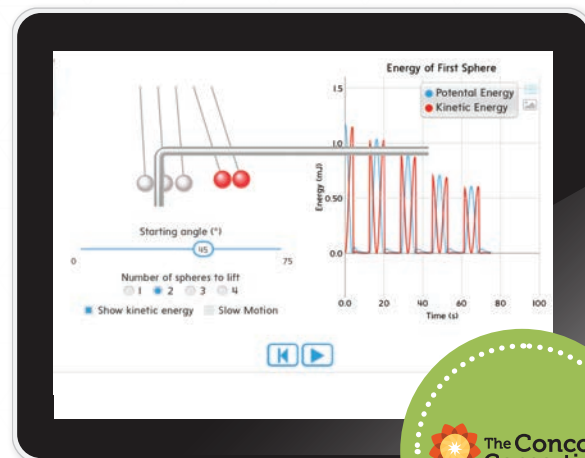 Energy of First Sphere
Potental Energy
Kinetic Energy
1.5
1.0
0.50
0.0
Energy (mJ)
0.0 20 40 60 80 100
Time (s)
Starting angle (°)
45
0 75
Number of spheres to lift
1 2 3 4
Show kinetic energy Slow Motion
The